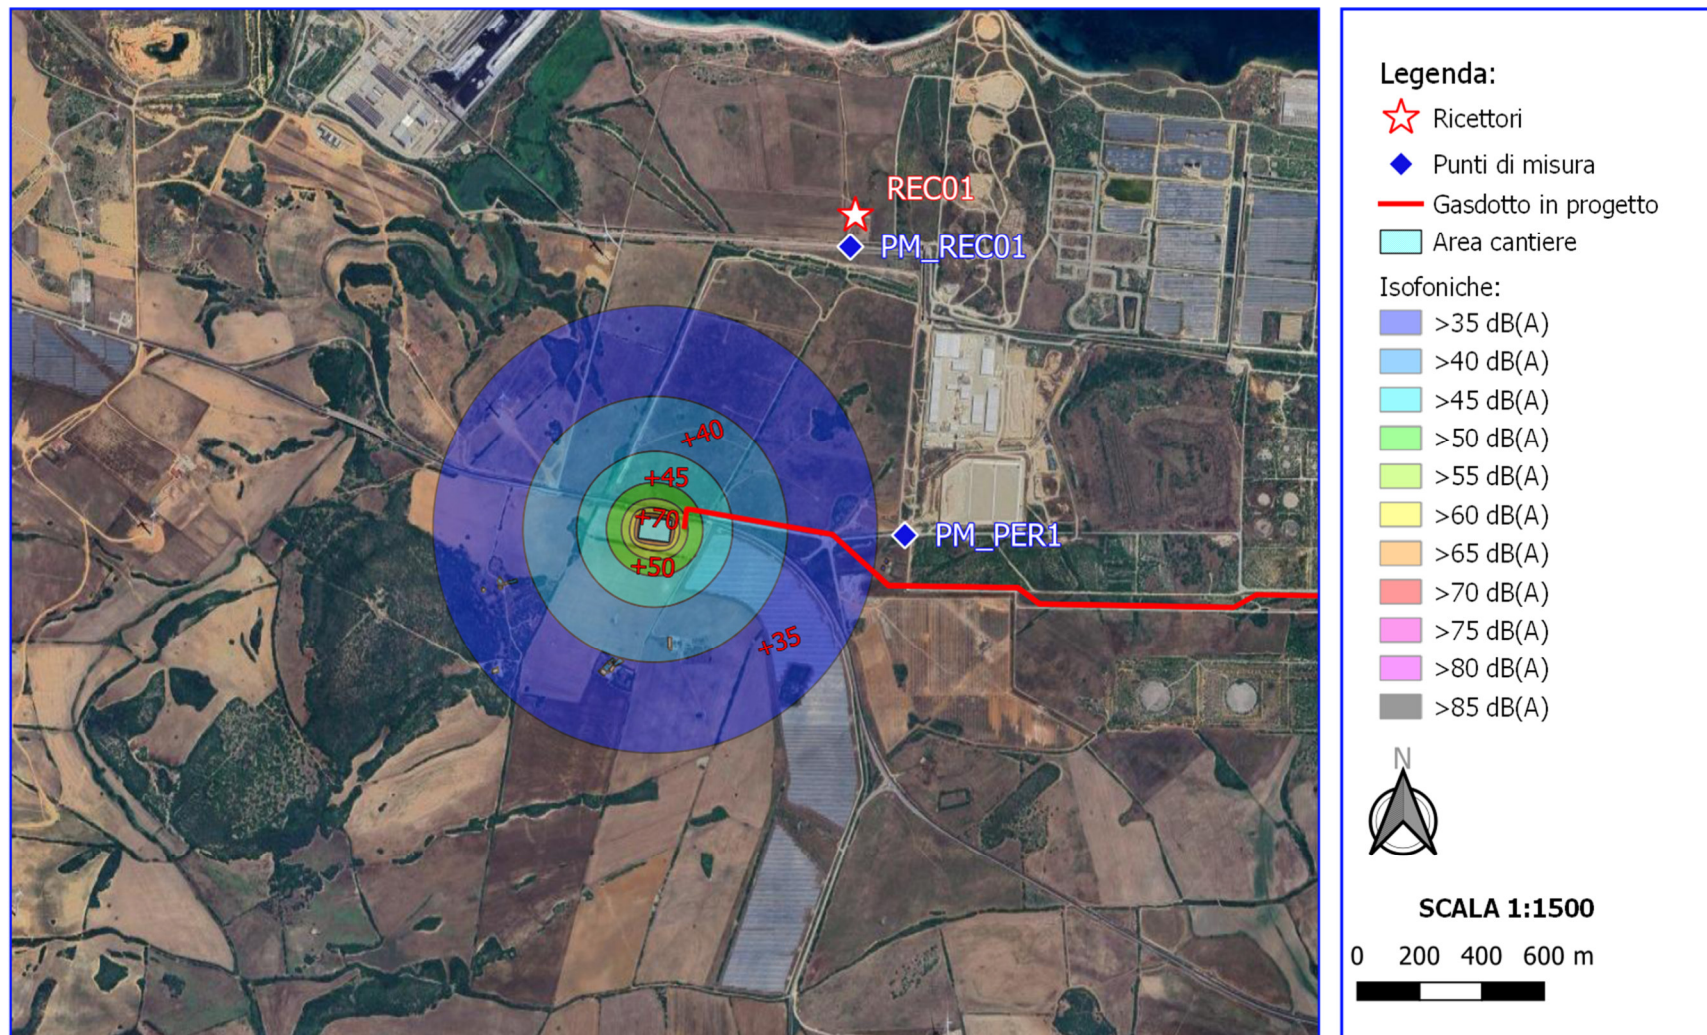 REC01
PM_REC01
+40
+45
+70
PM_PER1
+50
+35
Legenda:
Ricettori
Punti di misura
Gasdotto in progetto
Area cantiere
Isofoniche:
>35 dB(A)
>40 dB(A)
>45 dB(A)
>50 dB(A)
>55 dB(A)
>60 dB(A)
>65 dB(A)
>70 dB(A)
>75 dB(A)
>80 dB(A)
>85 dB(A)
N
SCALA 1:1500
0 200 400 600 m